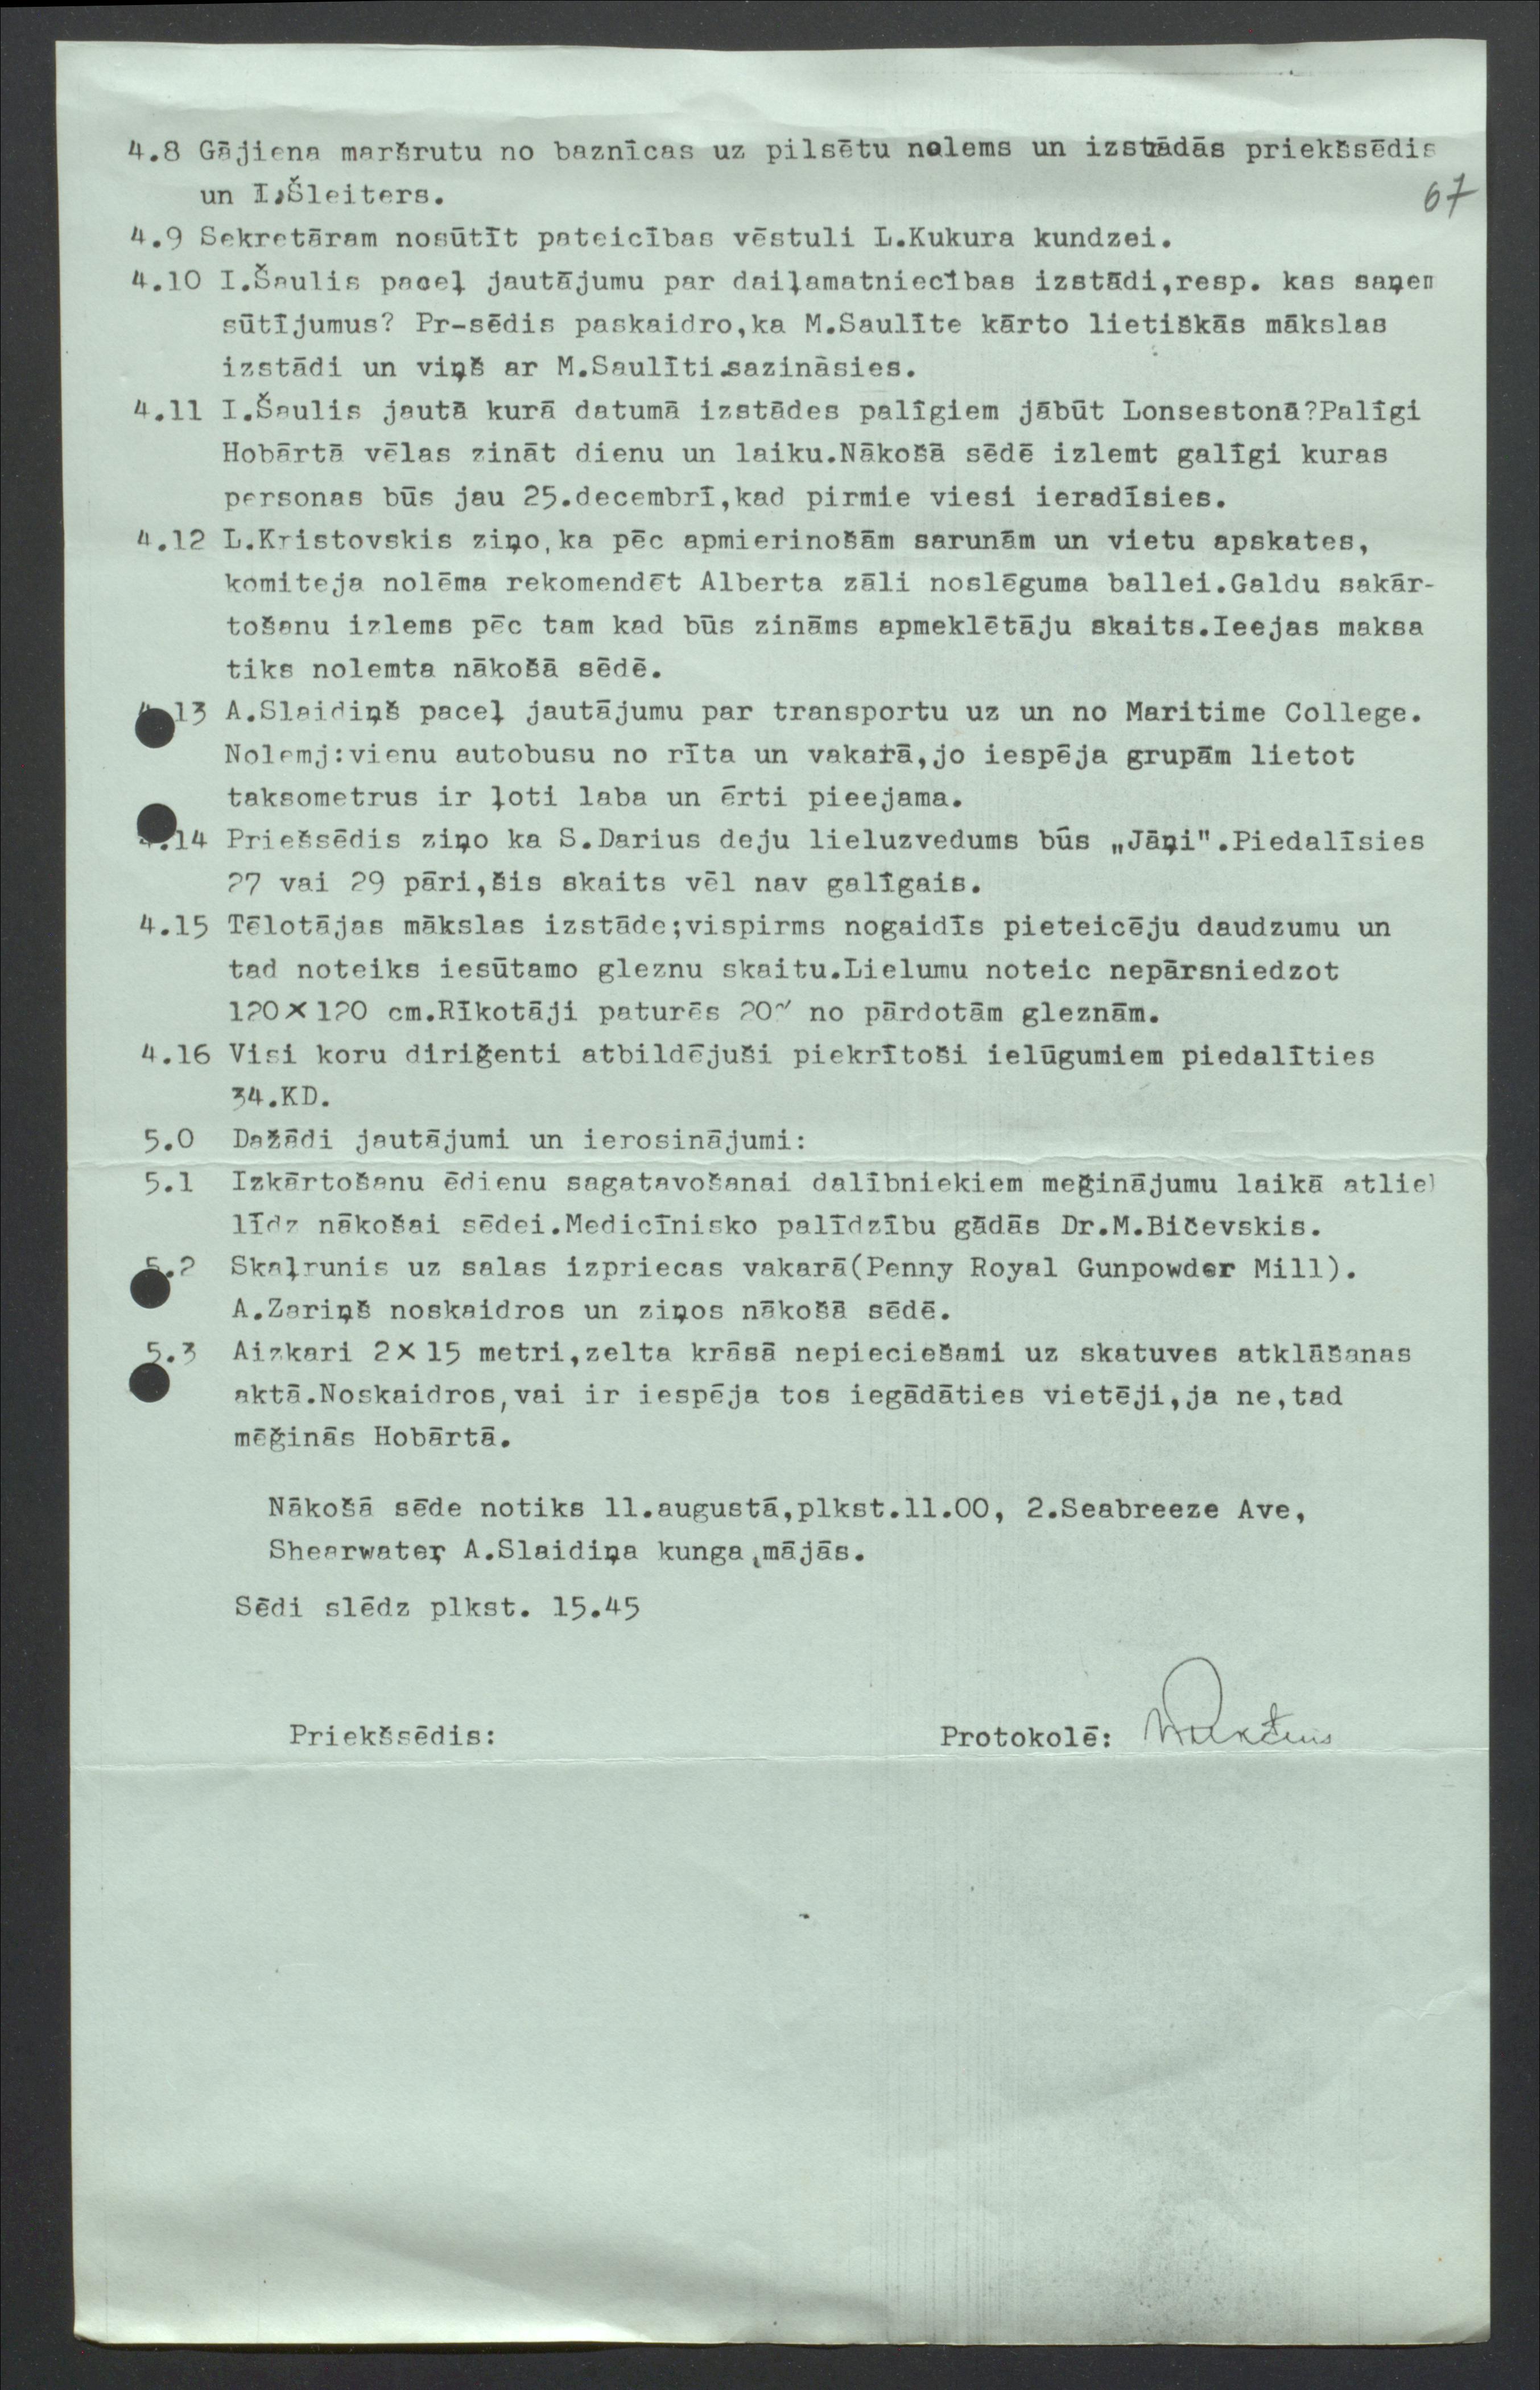 4.8 Gājiena maršrutu no baznīcas uz pilsētu nolems un izstrādās priekšsēdis
un I.Šleiters.
67
4.9 Sekretāram nosūtīt pateicības vēstuli L.Kukura kundzei.
4.10 I.Šaulis paceļ jautājumu par daiļamatniecības izstādi,resp. kas saņem
sūtījumus? Pr-sēdis paskaidro,ka M.Saulīte kārto lietiškās mākslas
izstādi un viņš ar M.Saulīti sazināsies.
4.11 I.Šaulis jautā kurā datumā izstādes palīgiem jābūt Lonsestonā?Palīgi
Hobārtā vēlas zināt dienu un laiku.Nākošā sēdē izlemt galīgi kuras
personas būs jau 25.decembrī,kad pirmie viesi ieradīsies.
4.12 L.Kristovskis ziņo,ka pēc apmierinošām sarunām un vietu apskates,
komiteja nolēma rekomendēt Alberta zāli noslēguma ballei.Galdu sakār-
tošanu izlems pēc tam kad būs zināms apmeklētāju skaits.Ieejas maksa
tiks nolemta nākošā sēdē.
4.13 A.Slaidiņš paceļ jautājumu par transportu uz un no Maritime College.
Nolemj:vienu autobusu no rīta un vakarā,jo iespēja grupām lietot
taksometrus ir ļoti laba un ērti pieejama.
4.14 Priešsēdis ziņo ka S.Darius deju lieluzvedums būs „Jāņi".Piedalīsies
27 vai 29 pāri,šis skaits vēl nav galīgais.
4.15 Tēlotājas mākslas izstāde;vispirms nogaidīs pieteicēju daudzumu un
tad noteiks iesūtamo gleznu skaitu.Lielumu noteic nepārsniedzot
120×120 cm.Rīkotāji paturēs 20% no pārdotām gleznām.
4.16 Visi koru diriģenti atbildējuši piekrītoši ielūgumiem piedalīties
34.KD.
5.0 Dažādi jautājumi un ierosinājumi:
5.1 Izkārtošanu ēdienu sagatavošanai dalībniekiem meģinājumu laikā atliek
līdz nākošai sēdei.Medicīnisko palīdzību gādās Dr.M.Bičevskis.
5.2 Skaļrunis uz salas izpriecas vakarā(Penny Royal Gunpowder Mill).
A.Zariņš noskaidros un ziņos nākošā sēdē.
5.3 Aizkari 2×15 metri,zelta krāsā nepieciešami uz skatuves atklāšanas
aktā.Noskaidros,vai ir iespēja tos iegādāties vietēji,ja ne,tad
mēģinās Hobārtā.
Nākošā sēde notiks 11.augustā,plkst.11.00, 2.Seabreeze Ave,
Shearwater, A.Slaidiņa kunga mājās.
Sēdi slēdz plkst. 15.45
Priekšsēdis:
Protokolē: